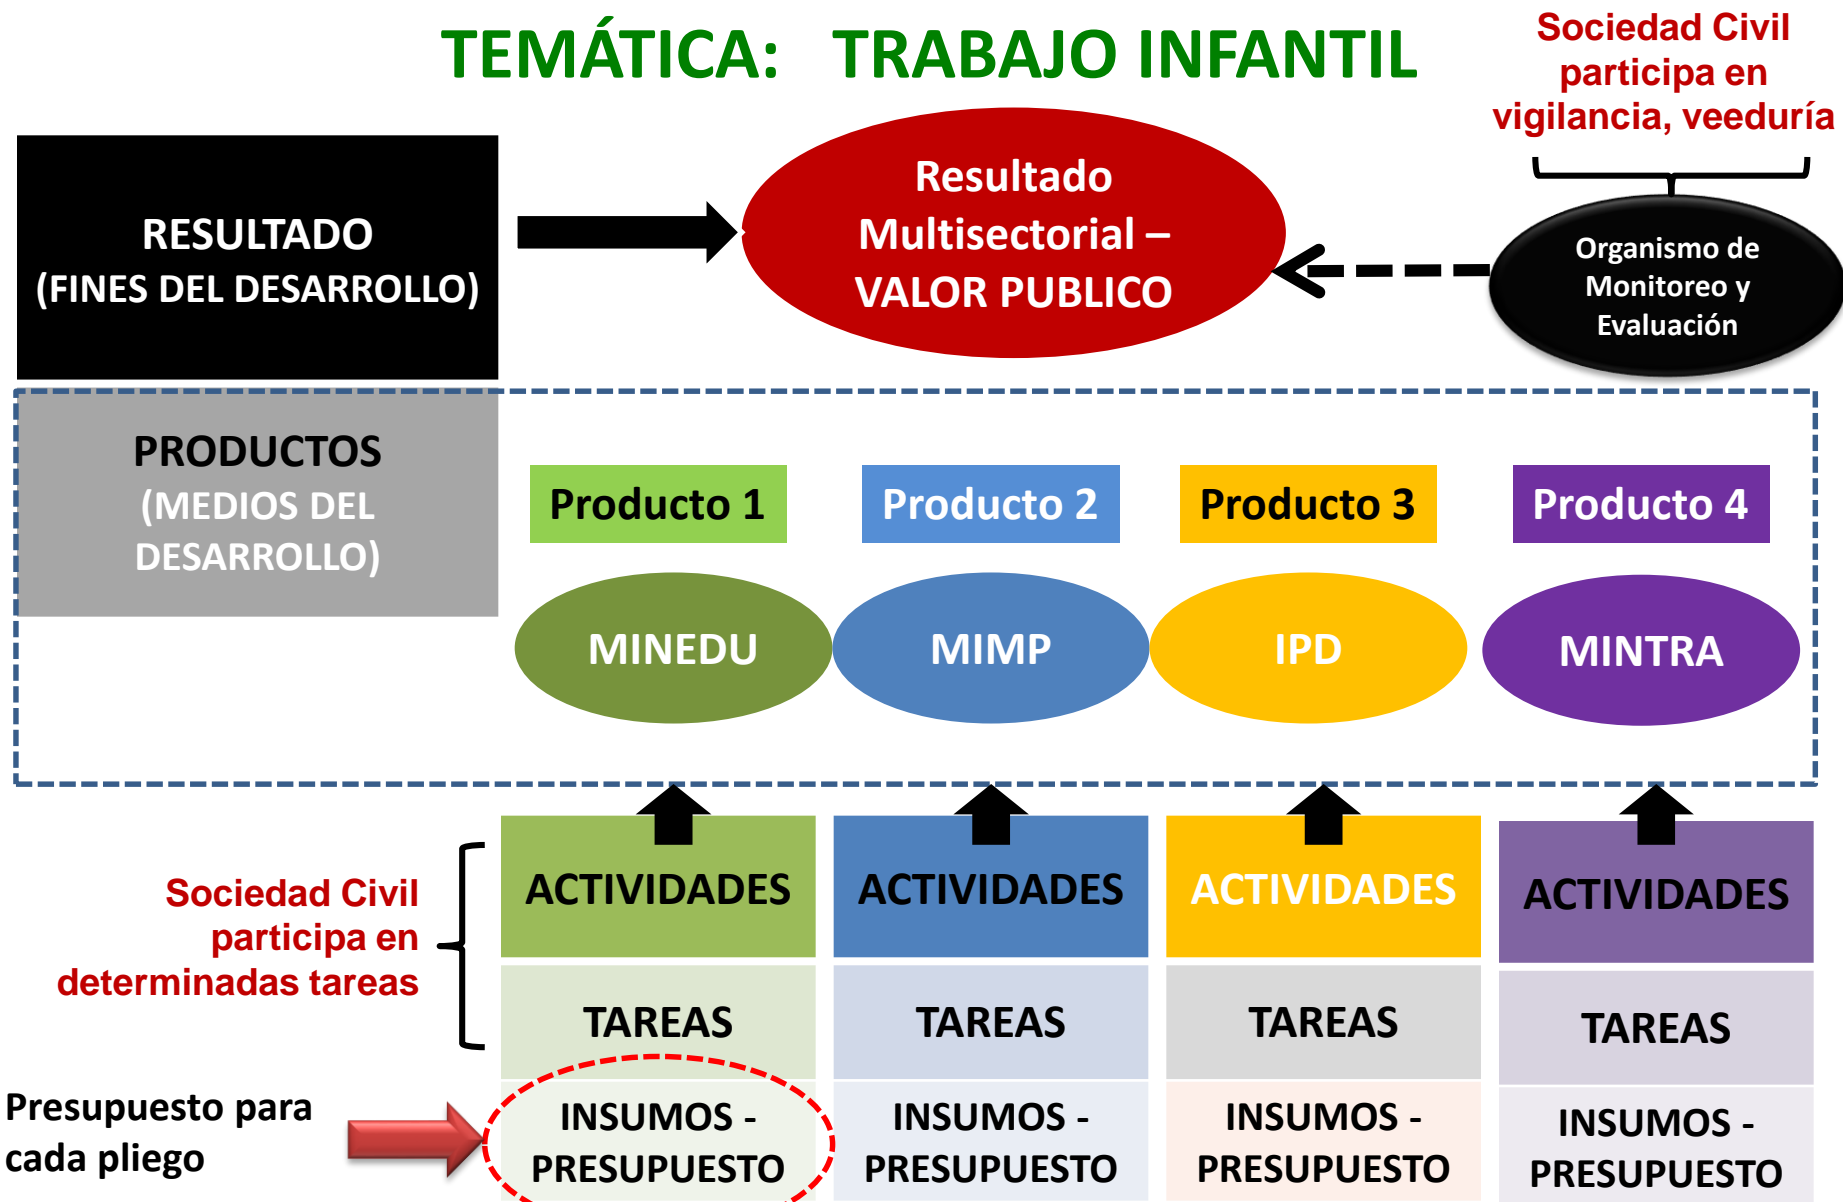 TEMÁTICA: TRABAJO INFANTIL
Sociedad Civil
participa en
vigilancia, veeduría
RESULTADO
(FINES DEL DESARROLLO)
Resultado
Multisectorial –
VALOR PUBLICO
Organismo de
Monitoreo y
Evaluación
PRODUCTOS
(MEDIOS DEL
DESARROLLO)
Producto 1
Producto 2
Producto 3
Producto 4
MINEDU
MIMP
IPD
MINTRA
Sociedad Civil
participa en
determinadas tareas
ACTIVIDADES
ACTIVIDADES
ACTIVIDADES
ACTIVIDADES
TAREAS
TAREAS
TAREAS
TAREAS
Presupuesto para
cada pliego
INSUMOS -
PRESUPUESTO
INSUMOS -
PRESUPUESTO
INSUMOS -
PRESUPUESTO
INSUMOS -
PRESUPUESTO